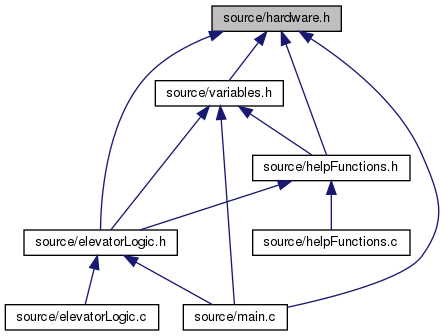 source/hardware.h
source/variables.h
source/helpFunctions.h
source/elevatorLogic.h
source/helpFunctions.c
source/elevatorLogic.c
source/main.c